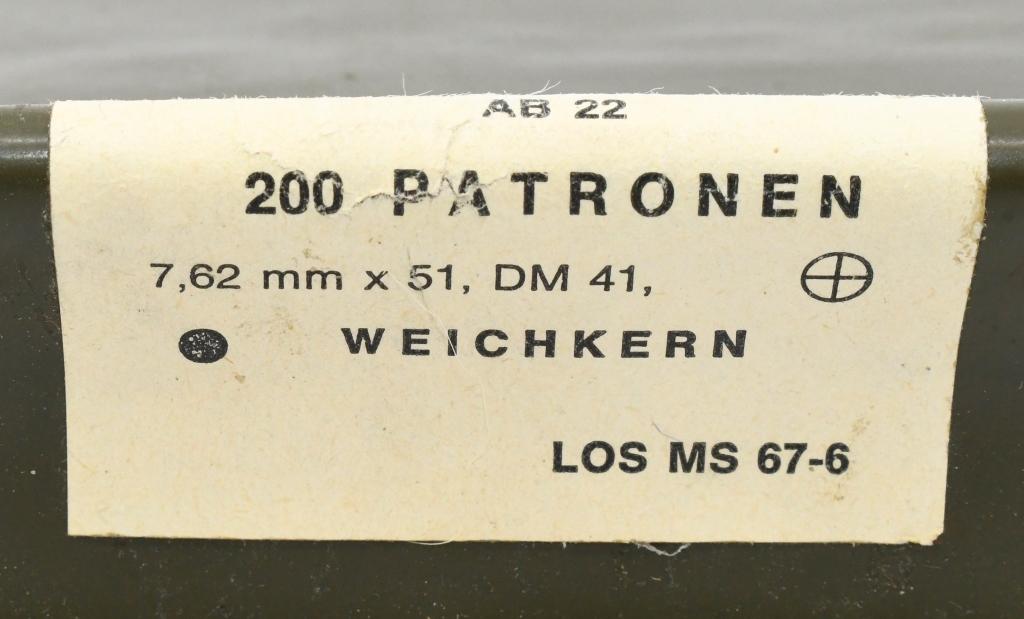 AB 22
200 PATRONEN
7,62 mm x 51, DM 41,
WEICHKERN
LOS MS 67-6